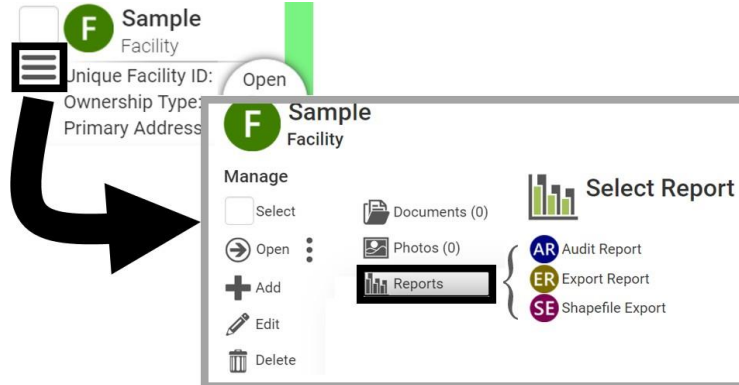 F
Sample
Facility
Unique Facility ID:
Ownership Type:
Primary Address
Open
F
Sample
Facility
Manage
Select
Open
Add
Edit
Delete
Documents (0)
Photos (0)
Reports
Select Report
AR Audit Report
ER Export Report
SE Shapefile Export